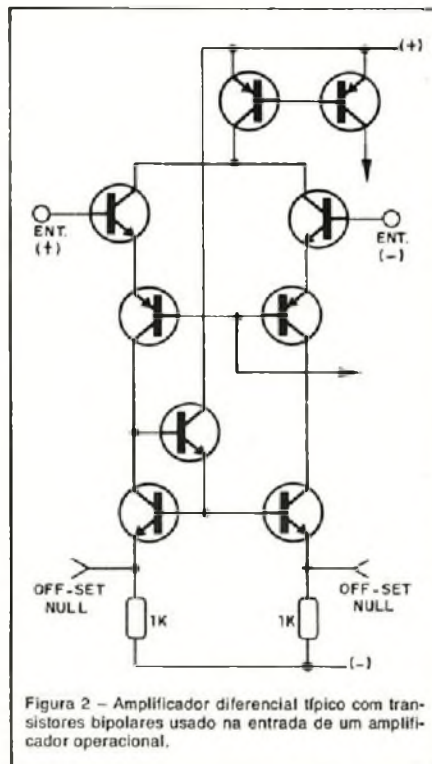 (+)
ENT.
(+)
ENT.
(-)
OFF-SET
NULL
OFF-SET
NULL
1K
1K
(-)
Figura 2 – Amplificador diferencial típico com tran-
sistores bipolares usado na entrada de um amplifi-
cador operacional.